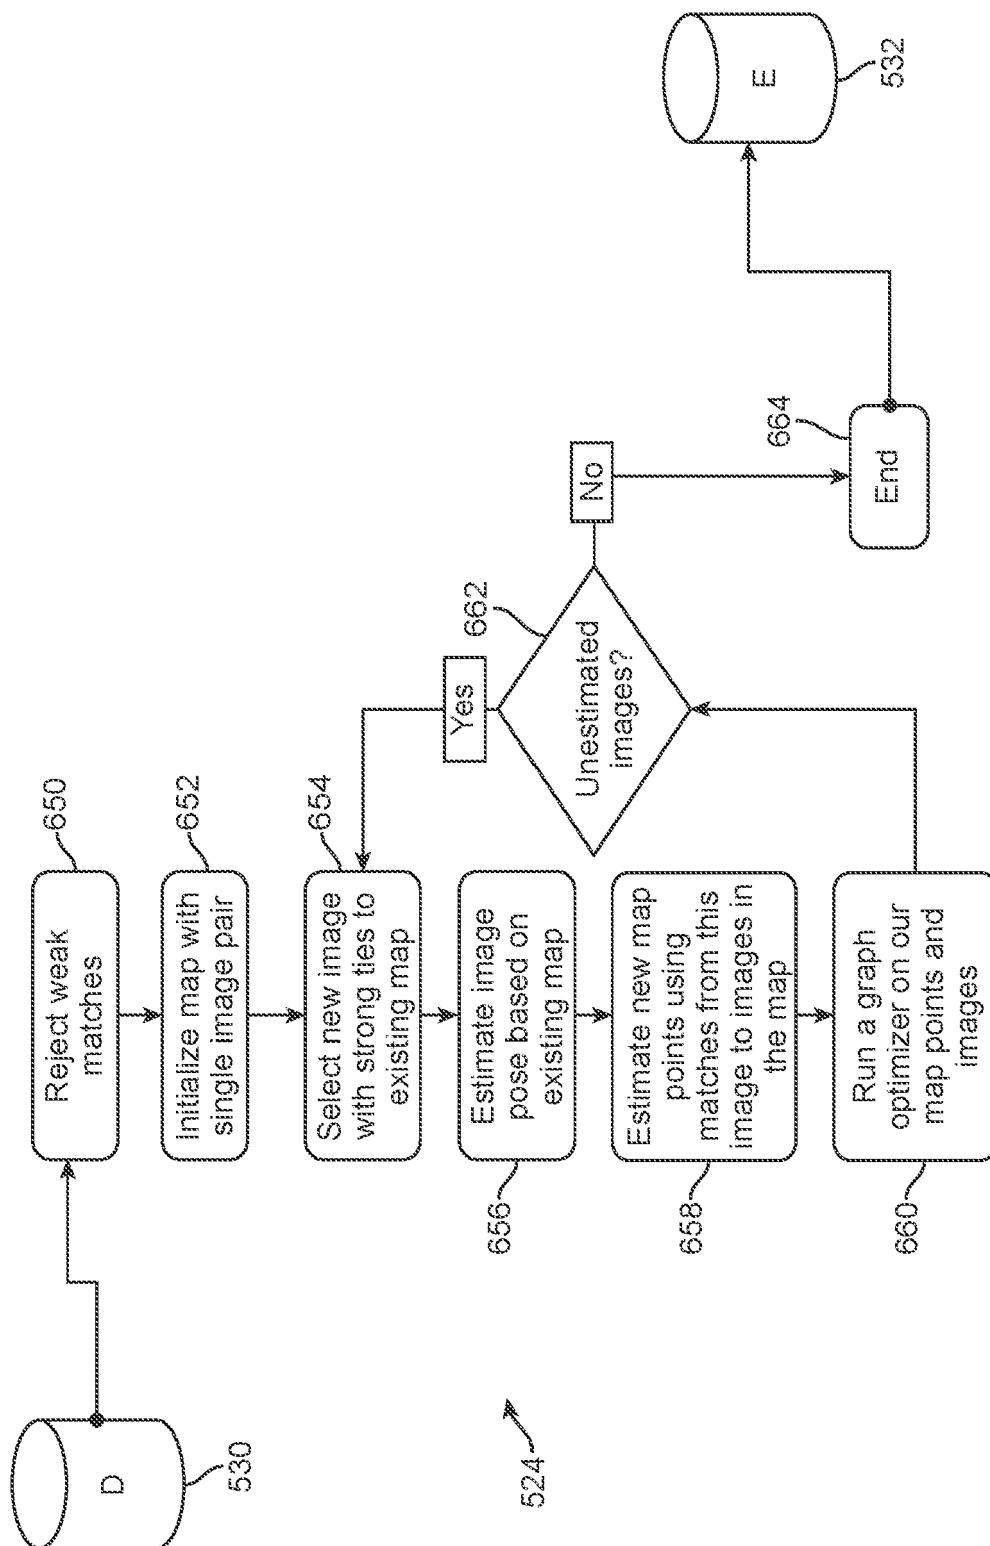 D
530
524
Reject weak
matches
650
Initialize map with
single image pair
652
Select new image
with strong ties to
existing map
654
Estimate image
pose based on
existing map
656
Estimate new map
points using
matches from this
image to images in
the map
658
Run a graph
optimizer on our
map points and
images
660
Unestimated
images?
662
Yes
No
End
664
E
532